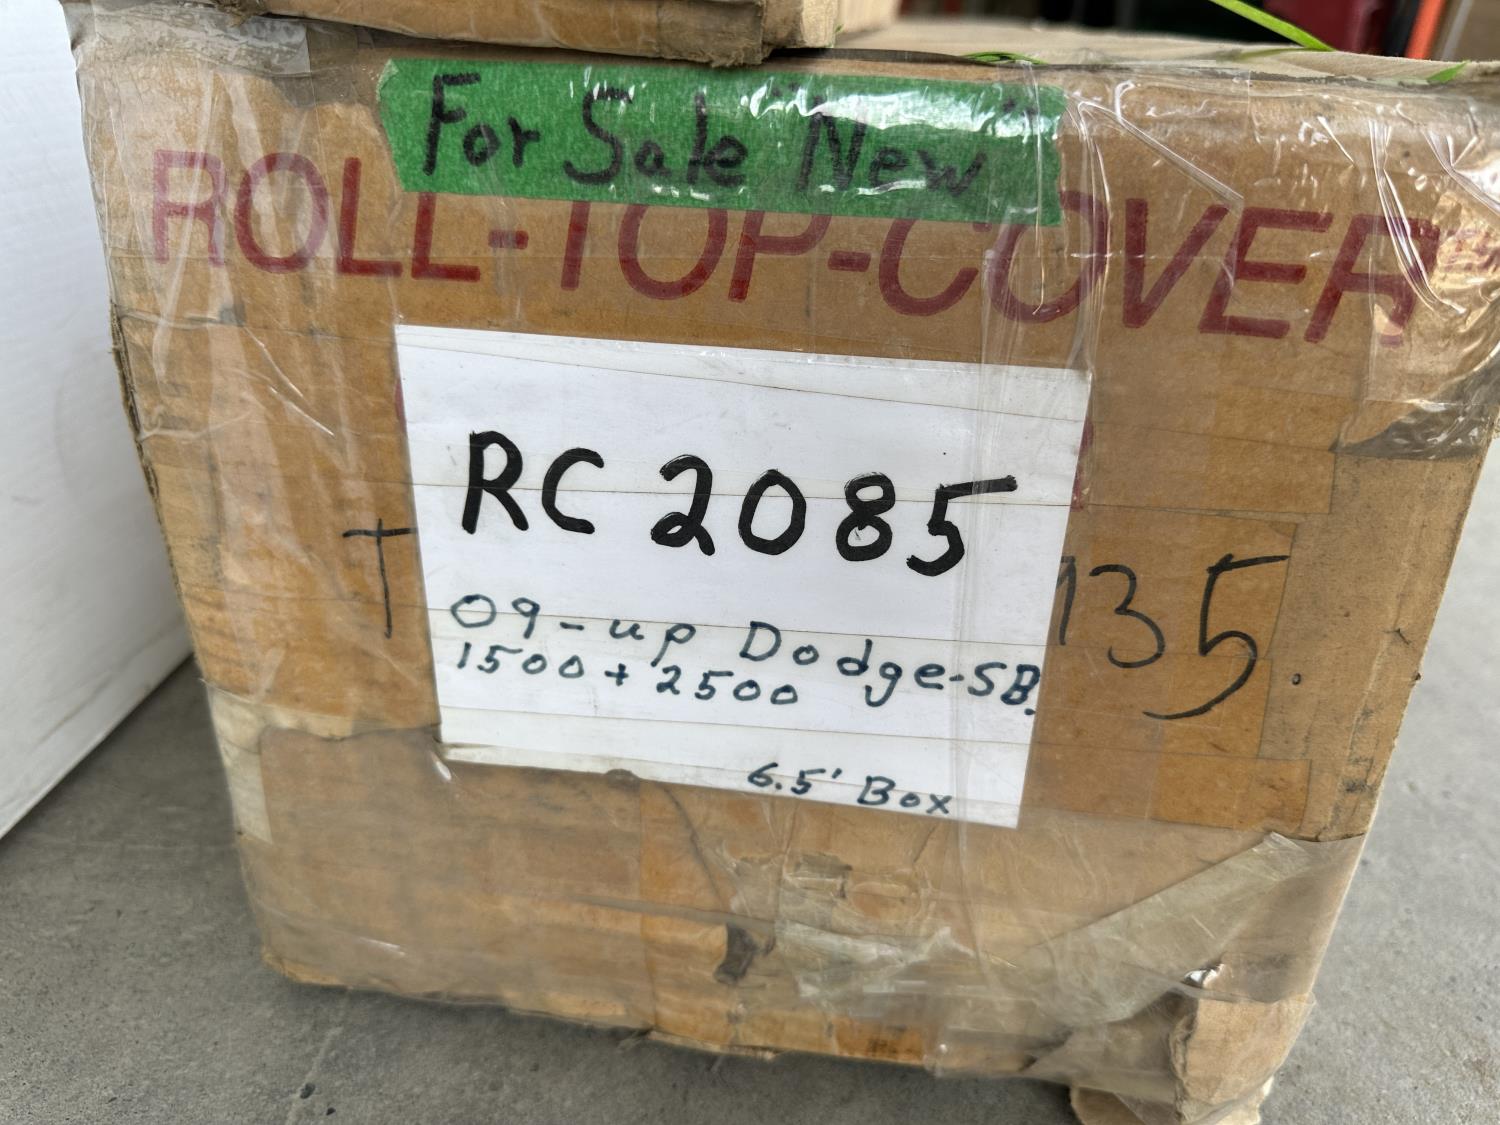 For Sale "New"
ROLL-TOP-COVER
RC 2085
T 135.
09-up Dodge-SB.
1500 + 2500
6.5' Box